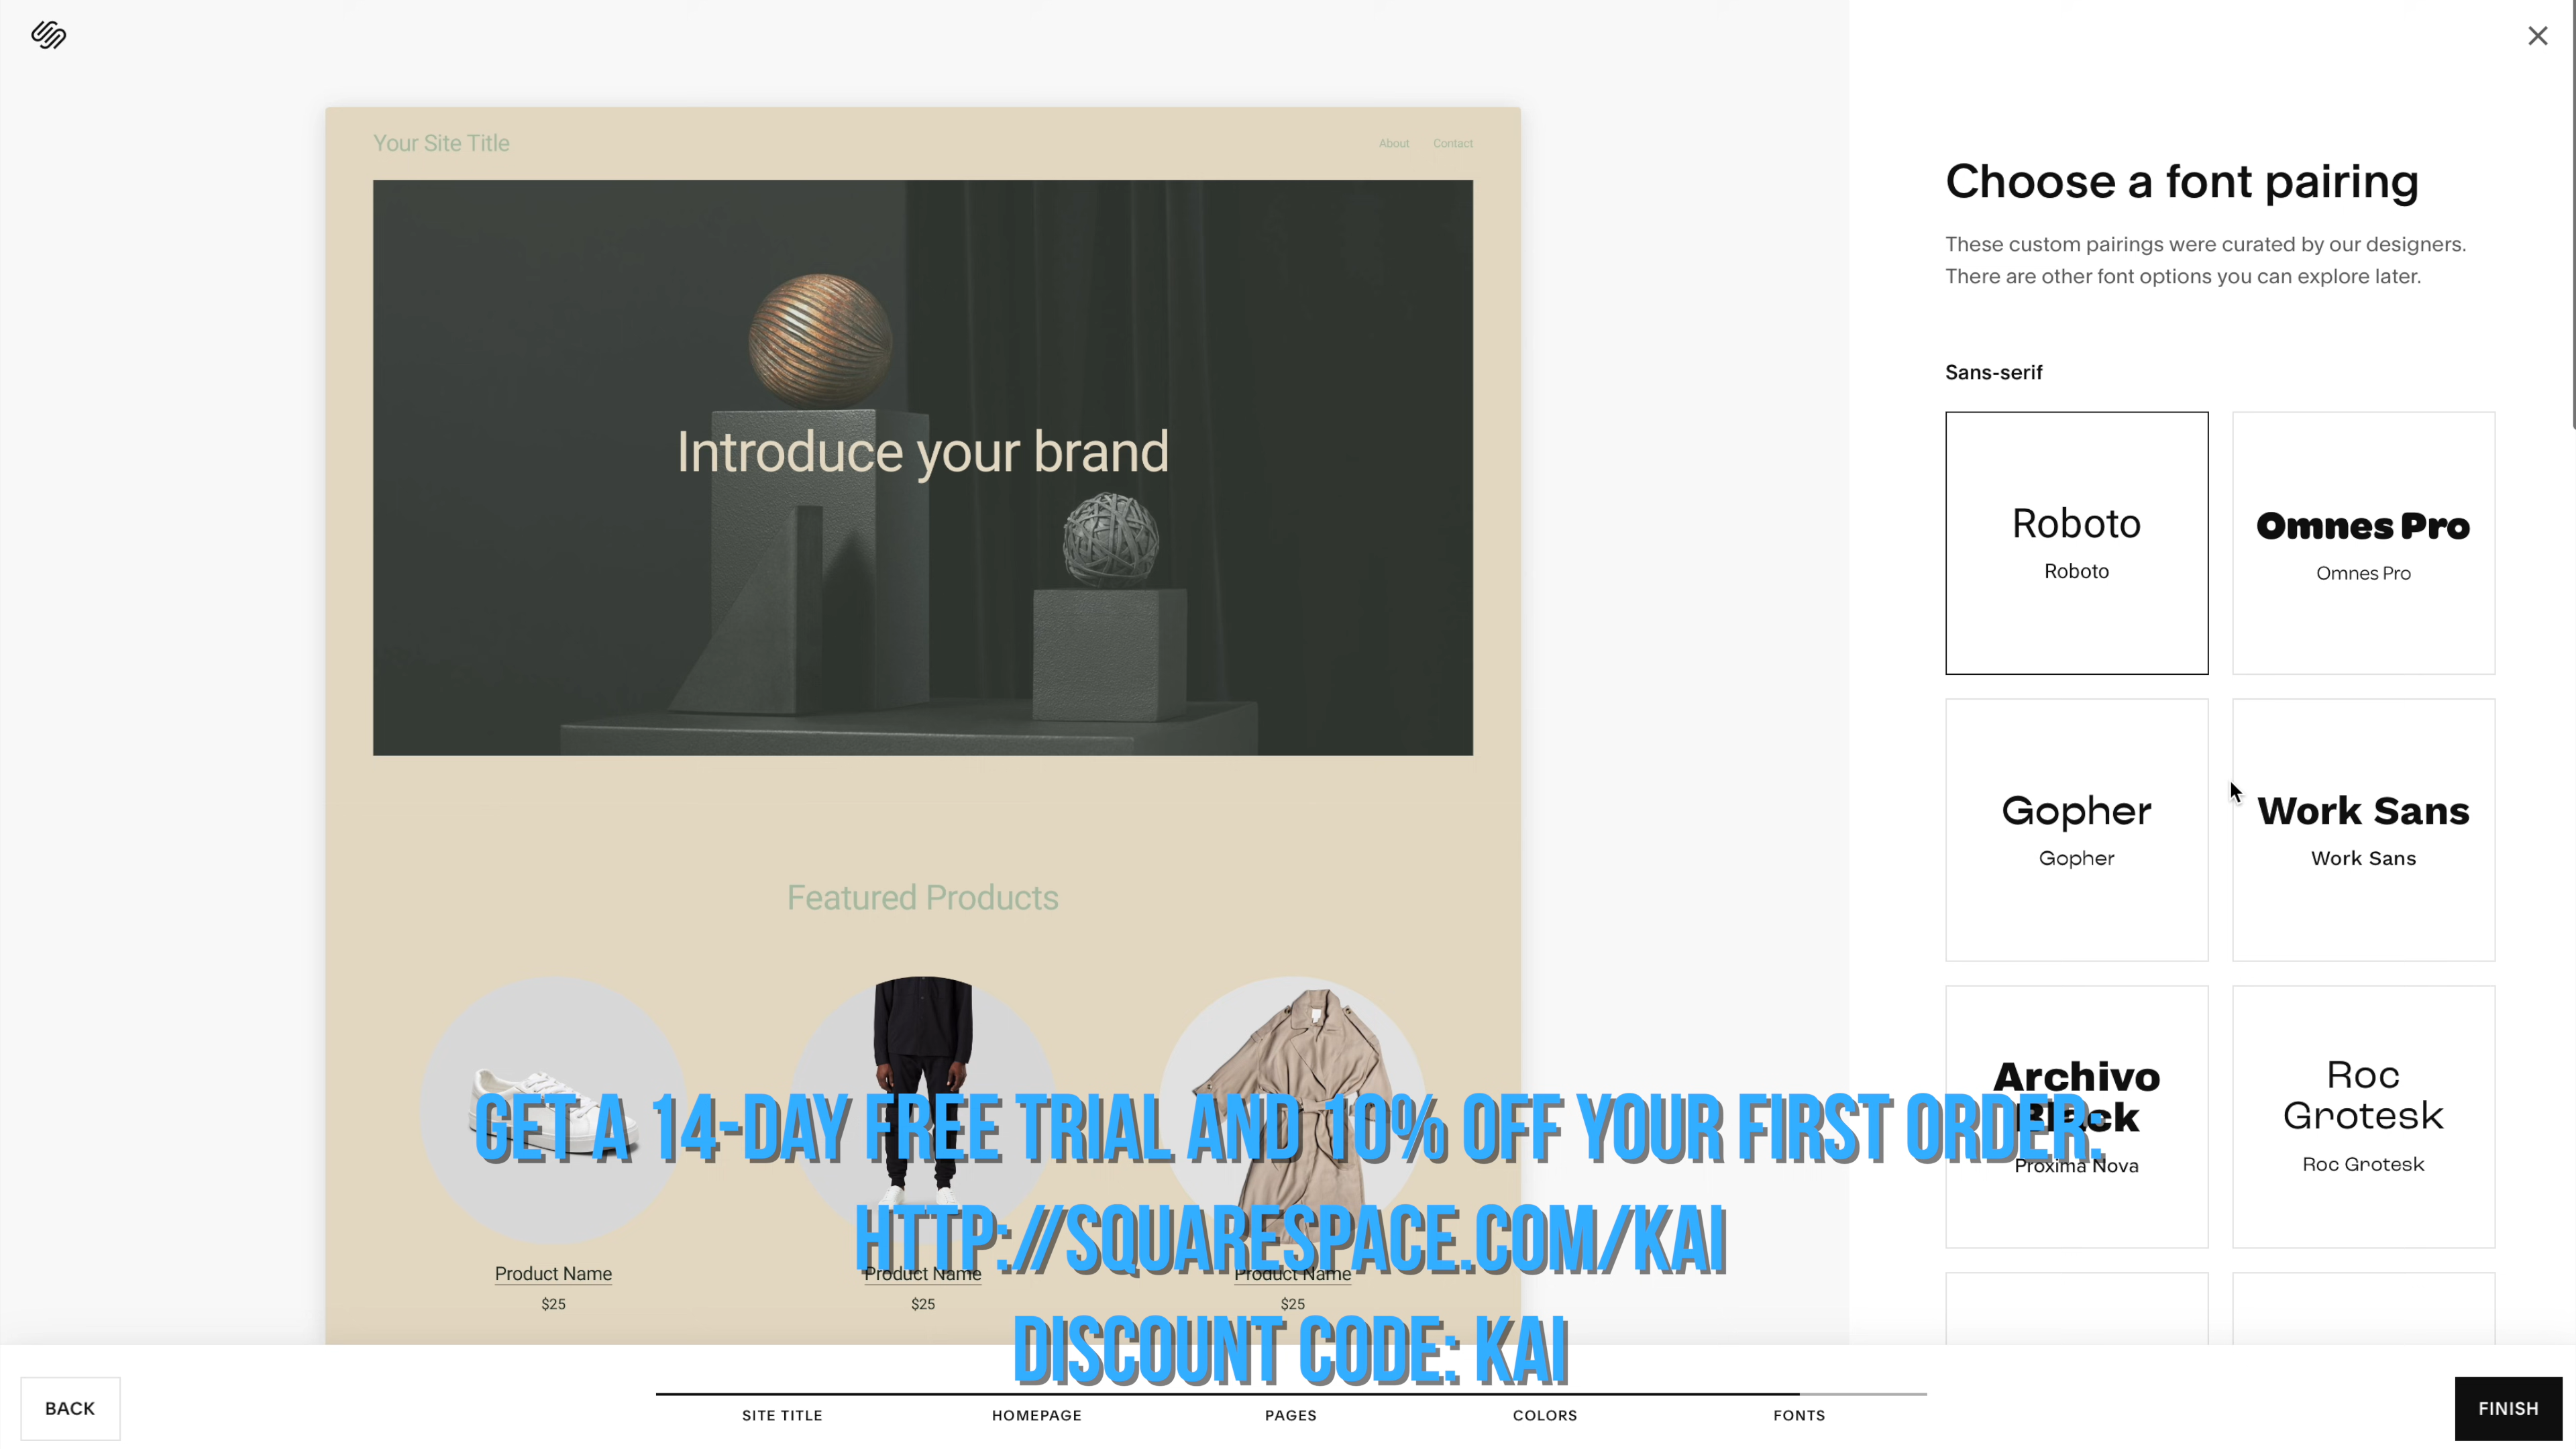 Your Site Title
About
Contact
Introduce your brand
Featured Products
Product Name
$25
Product Name
$25
Product Name
$25
Choose a font pairing
These custom pairings were curated by our designers.
There are other font options you can explore later.
Sans-serif
Roboto
Roboto
Omnes Pro
Omnes Pro
Gopher
Gopher
Work Sans
Work Sans
Archivo
Black
Proxima Nova
Roc
Grotesk
Roc Grotesk
GET A 14-DAY FREE TRIAL AND 10% OFF YOUR FIRST ORDER:
HTTP://SQUARESPACE.COM/KAI
DISCOUNT CODE: KAI
BACK
SITE TITLE
HOMEPAGE
PAGES
COLORS
FONTS
FINISH